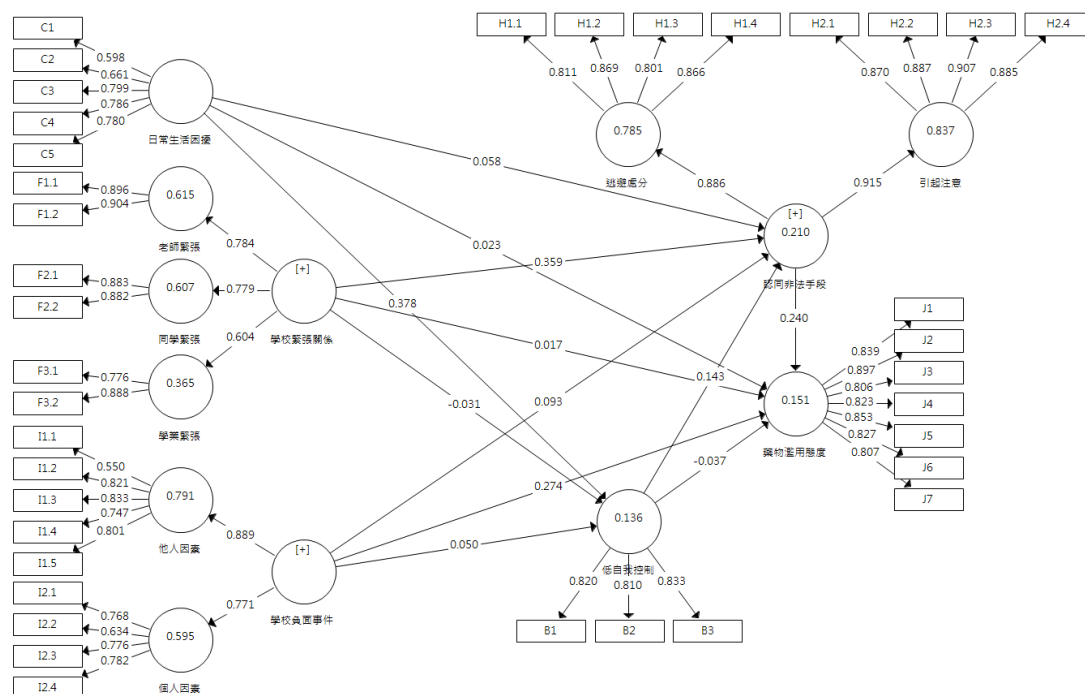 C1
C2
C3
C4
C5
0.598
0.661
0.799
0.786
0.780
日常生活困擾
F1.1
F1.2
0.896
0.904
0.615
老師緊張
F2.1
F2.2
0.883
0.882
0.607
同學緊張
F3.1
F3.2
0.776
0.888
0.365
學業緊張
0.784
0.779
0.604
[+]
學校緊張關係
I1.1
I1.2
I1.3
I1.4
I1.5
0.550
0.821
0.833
0.747
0.801
0.791
他人因素
I2.1
I2.2
I2.3
I2.4
0.768
0.634
0.776
0.782
0.595
個人因素
0.889
0.771
[+]
學校負面事件
H1.1
H1.2
H1.3
H1.4
0.811
0.869
0.801
0.866
0.785
逃避處分
H2.1
H2.2
H2.3
H2.4
0.870
0.887
0.907
0.885
0.837
引起注意
0.886
0.915
[+]
0.210
認同非法手段
0.058
0.023
0.378
0.359
0.017
-0.031
0.093
0.274
0.050
0.143
-0.037
0.240
0.151
藥物濫用態度
J1
J2
J3
J4
J5
J6
J7
0.839
0.897
0.806
0.823
0.853
0.827
0.807
0.136
低自我控制
0.820
0.810
0.833
B1
B2
B3